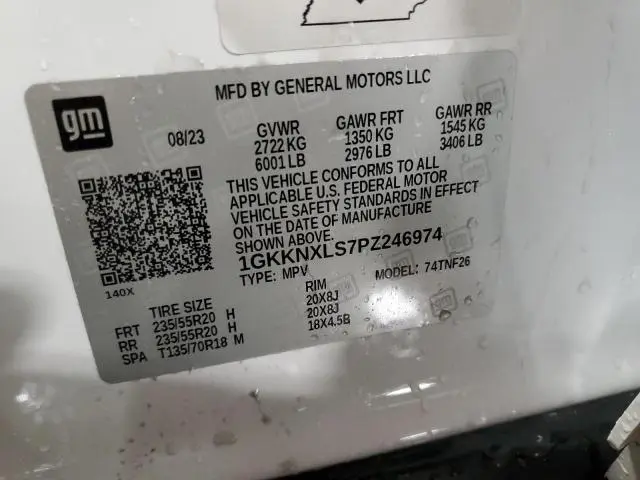 gm
MFD BY GENERAL MOTORS LLC
08/23
GVWR GAWR FRT GAWR RR
2722 KG 1350 KG 1545 KG
6001 LB 2976 LB 3406 LB
THIS VEHICLE CONFORMS TO ALL
APPLICABLE U.S. FEDERAL MOTOR
VEHICLE SAFETY STANDARDS IN EFFECT
ON THE DATE OF MANUFACTURE
SHOWN ABOVE.
1GKKNXLS7PZ246974
TYPE: MPV MODEL: 74TNF26
140X
TIRE SIZE RIM
FRT 235/55R20 H 20X8J
RR 235/55R20 H 20X8J
SPA T135/70R18 M 18X4.5B